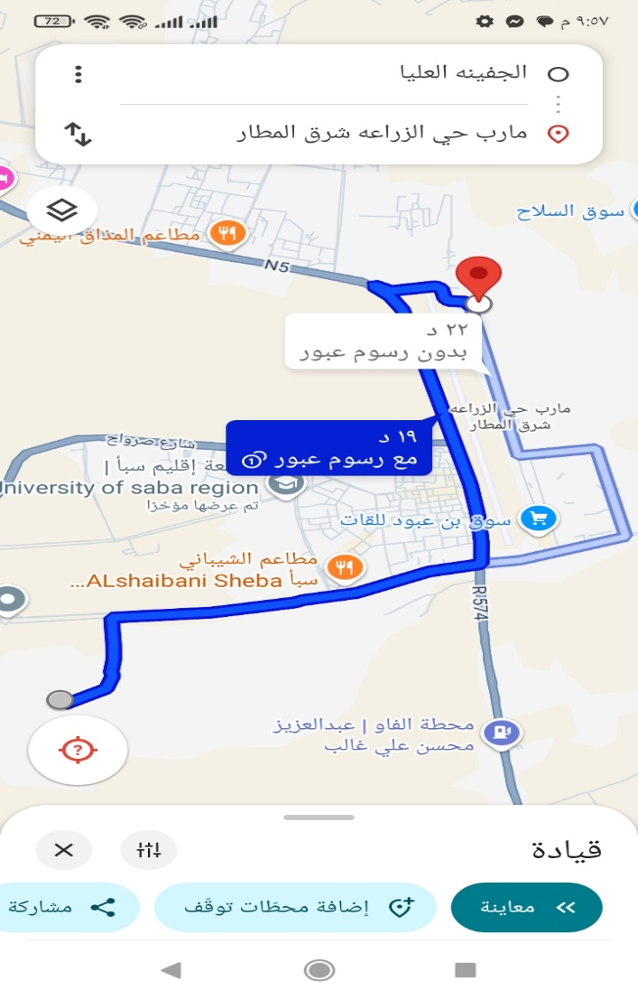 72
٩:٥٧ م
الجفينه العليا
مارب حي الزراعه شرق المطار
سوق السلاح
مطاعم المذاق اليمني
N5
٢٢ د
بدون رسوم عبور
مارب حي الزراعه
شرق المطار
١٩ د
مع رسوم عبور
شارع صرواح
إقليم سبأ |
University of saba region
تم عرضها مؤخرًا
سوق بن عبود للقات
مطاعم الشيباني
سبأ ALshaibani Sheba...
R574
محطة الفاو | عبدالعزيز
محسن علي غالب
قيادة
معاينة
إضافة محطّات توقّف
مشاركة